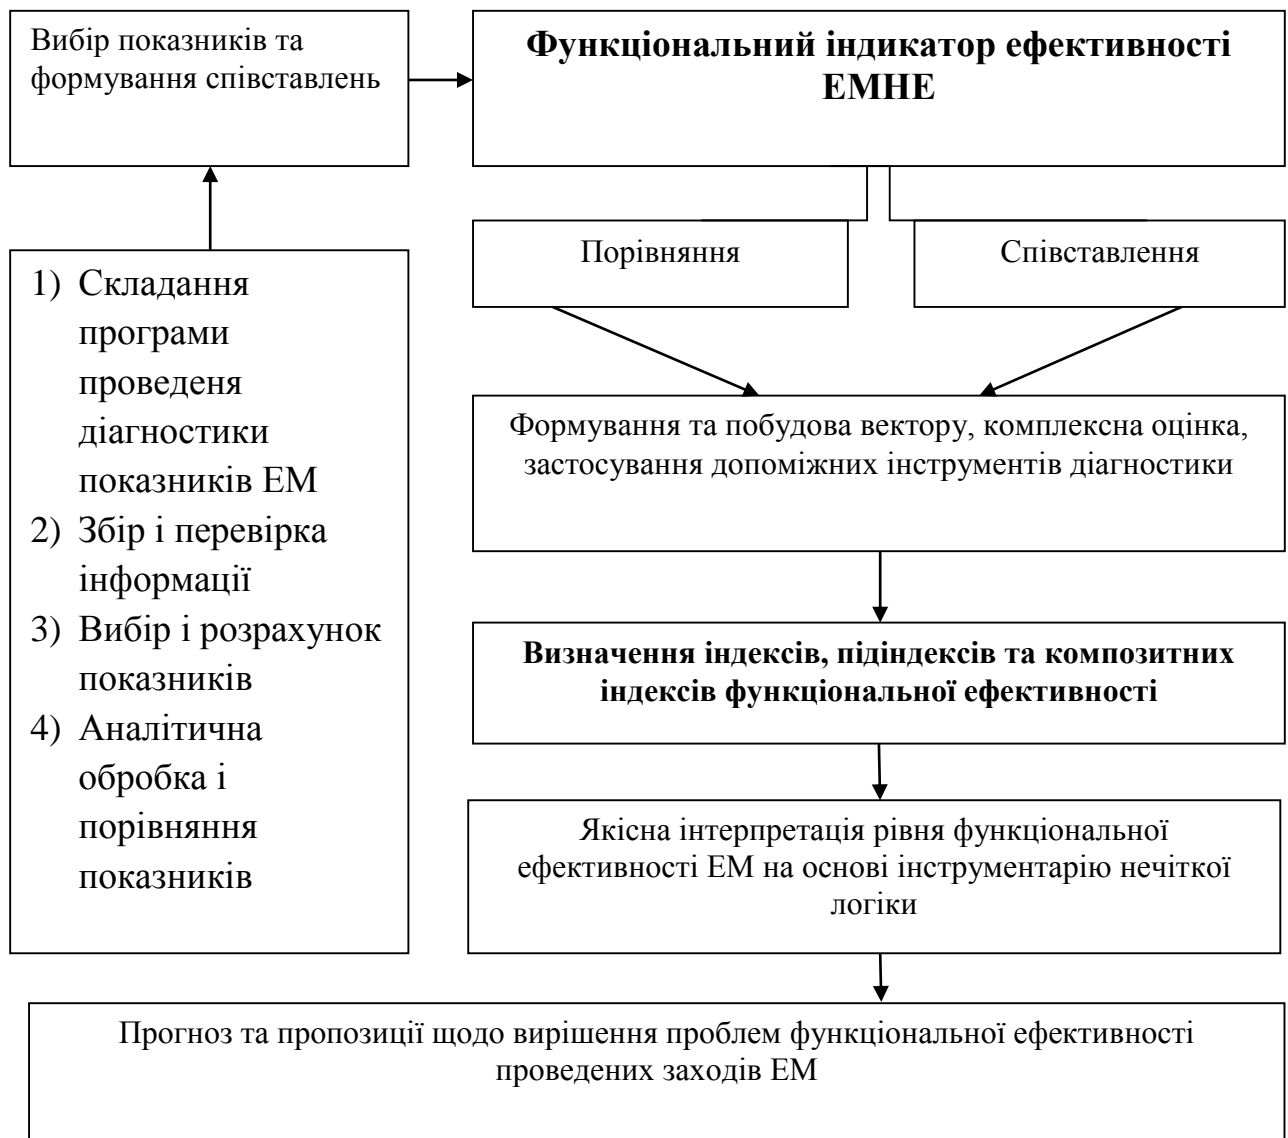 Вибір показників та
формування співставлень
Функціональний індикатор ефективності
ЕМНЕ
Порівняння
Співставлення
1) Складання
програми
проведеня
діагностики
показників ЕМ
2) Збір і перевірка
інформації
3) Вибір і розрахунок
показників
4) Аналітична
обробка і
порівняння
показників
Формування та побудова вектору, комплексна оцінка,
застосування допоміжних інструментів діагностики
Визначення індексів, підіндексів та композитних
індексів функціональної ефективності
Якісна інтерпретація рівня функціональної
ефективності ЕМ на основі інструментарію нечіткої
логіки
Прогноз та пропозиції щодо вирішення проблем функціональної ефективності
проведених заходів ЕМ